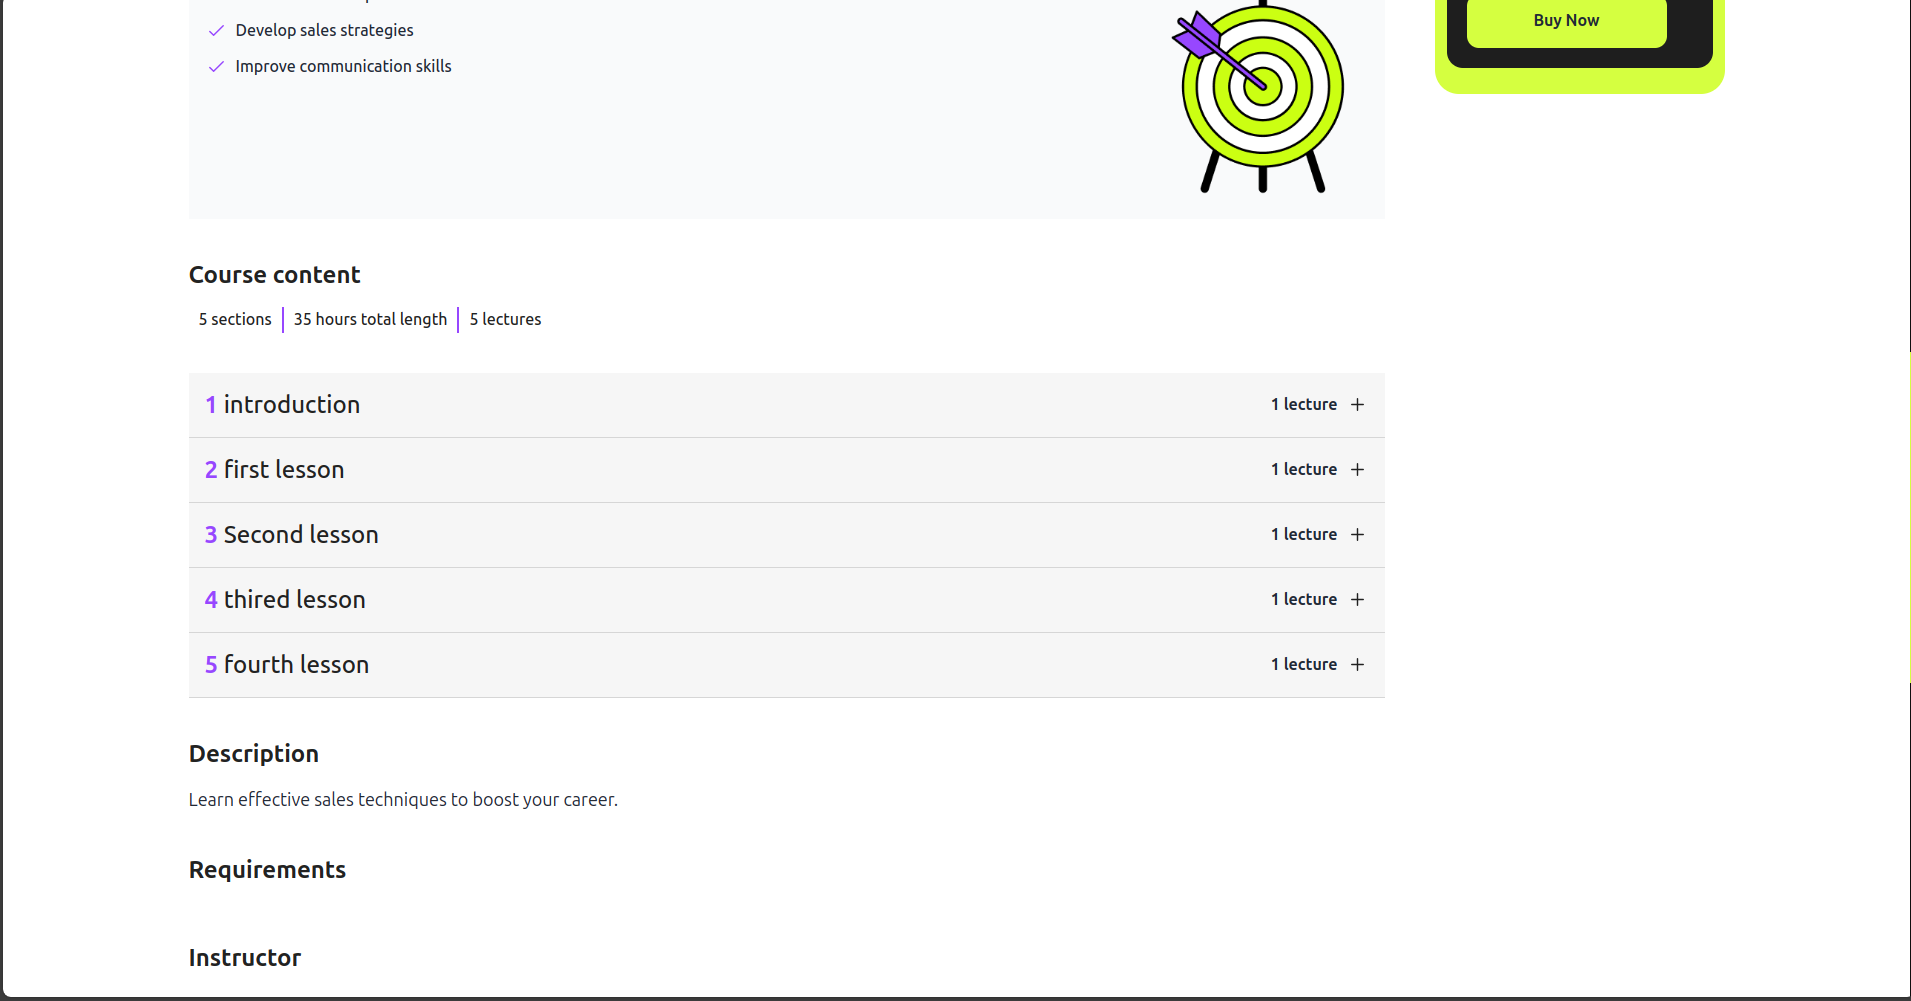 Develop sales strategies
Improve communication skills
Buy Now
Course content
5 sections 35 hours total length 5 lectures
1 introduction 1 lecture +
2 first lesson 1 lecture +
3 Second lesson 1 lecture +
4 thired lesson 1 lecture +
5 fourth lesson 1 lecture +
Description
Learn effective sales techniques to boost your career.
Requirements
Instructor